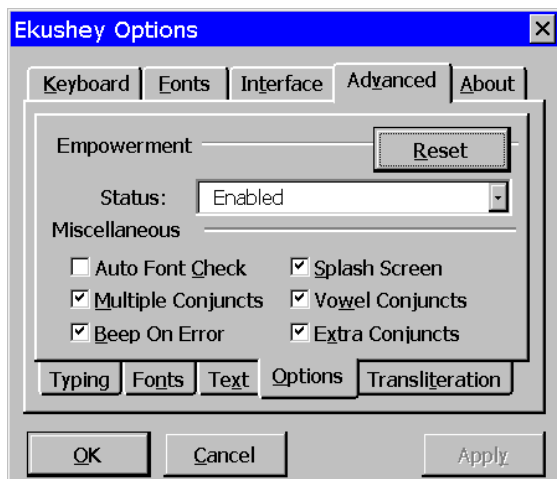 Ekushey Options
Keyboard Fonts Interface Advanced About
Empowerment Reset
Status: Enabled
Miscellaneous
Auto Font Check Splash Screen
Multiple Conjuncts Vowel Conjuncts
Beep On Error Extra Conjuncts
Typing Fonts Text Options Transliteration
OK Cancel Apply